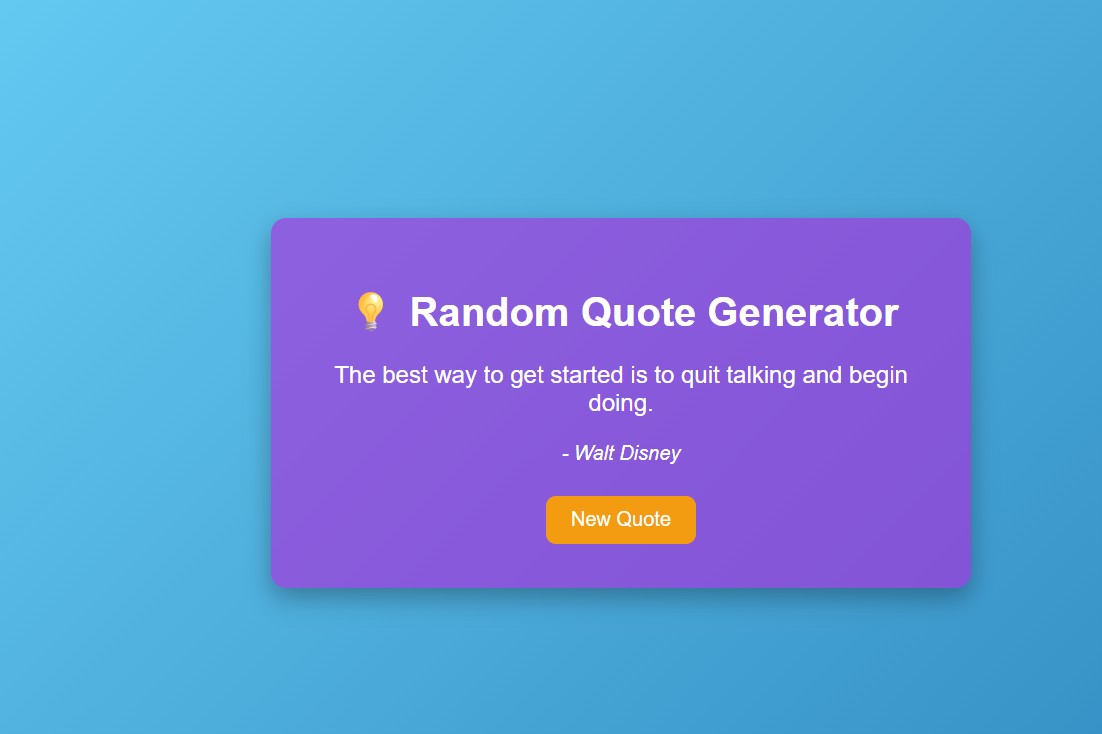 Random Quote Generator
The best way to get started is to quit talking and begin
doing.
- Walt Disney
New Quote